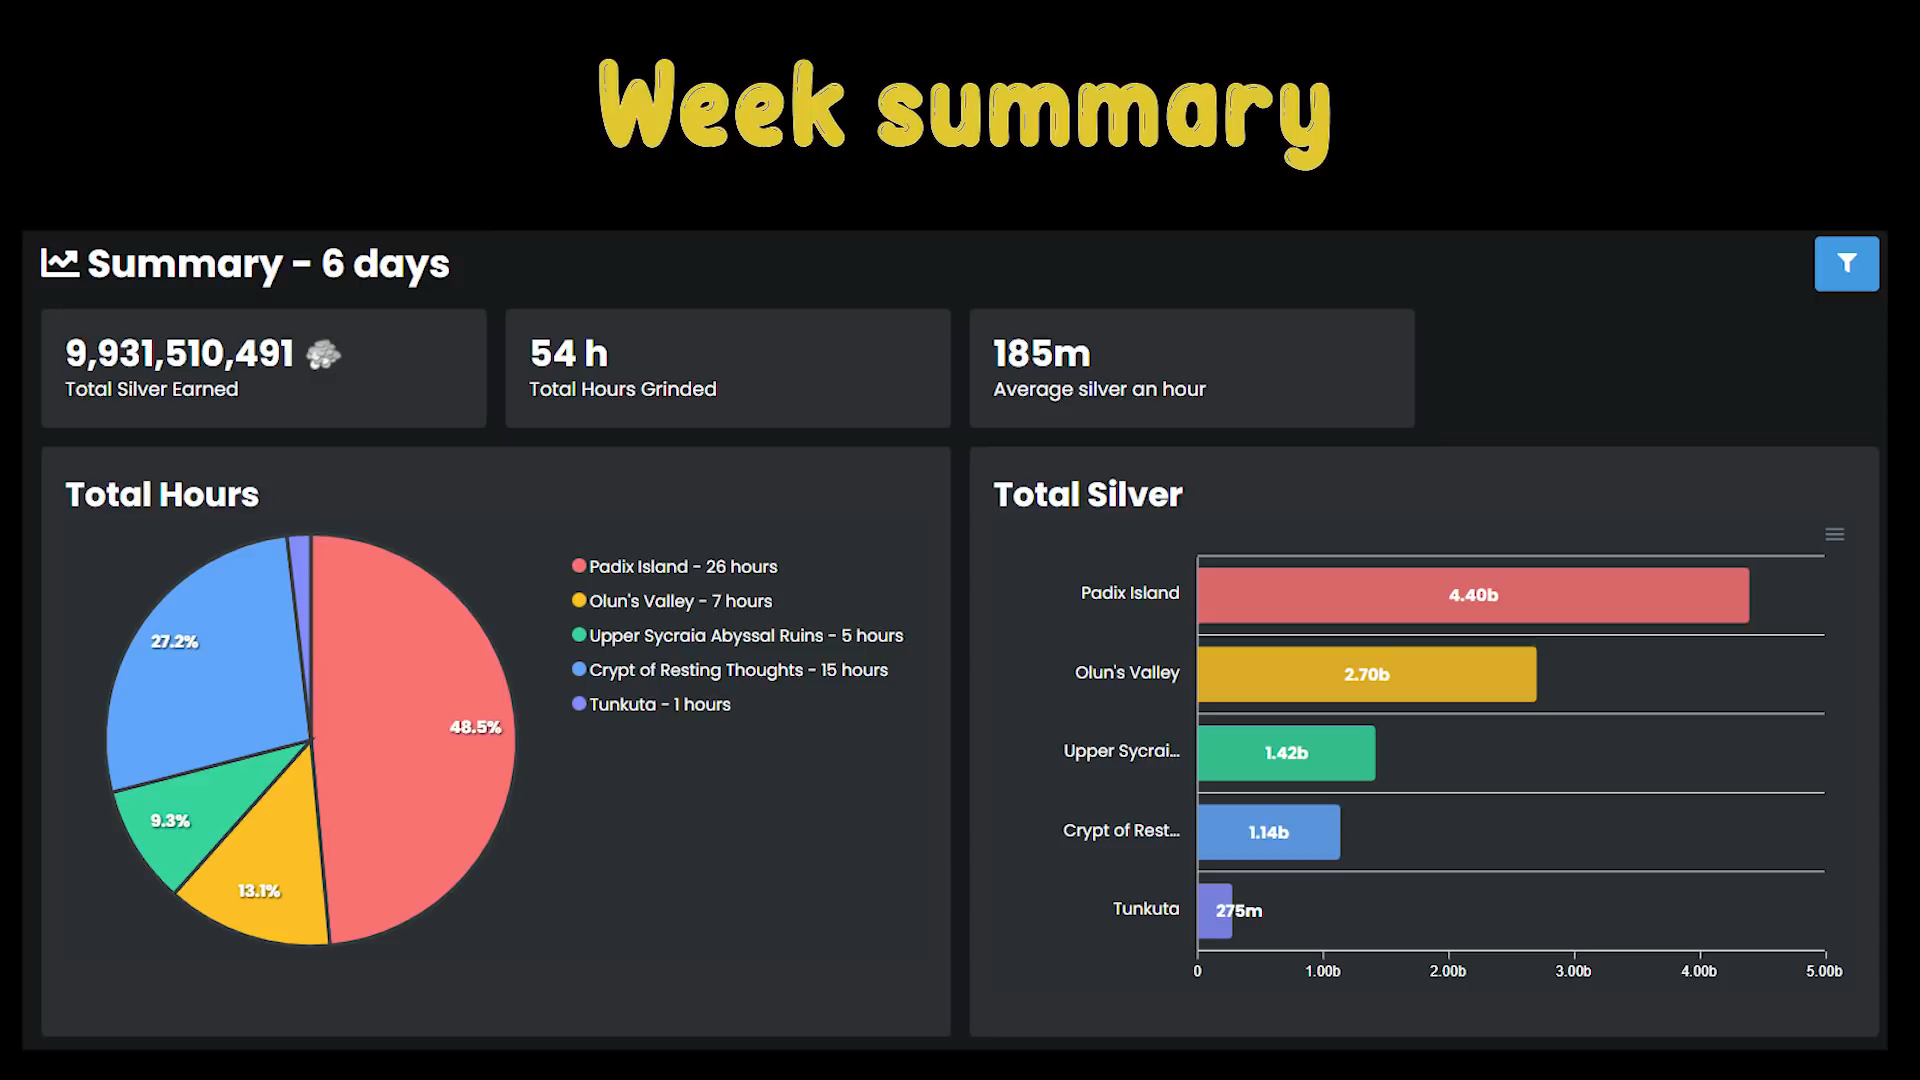 Week summary
Summary - 6 days
9,931,510,491
Total Silver Earned
54 h
Total Hours Grinded
185m
Average silver an hour
Total Hours
27.2%
48.5%
9.3%
13.1%
Padix Island - 26 hours
Olun's Valley - 7 hours
Upper Sycraia Abyssal Ruins - 5 hours
Crypt of Resting Thoughts - 15 hours
Tunkuta - 1 hours
Total Silver
Padix Island 4.40b
Olun's Valley 2.70b
Upper Sycrai... 1.42b
Crypt of Rest... 1.14b
Tunkuta 275m
0 1.00b 2.00b 3.00b 4.00b 5.00b